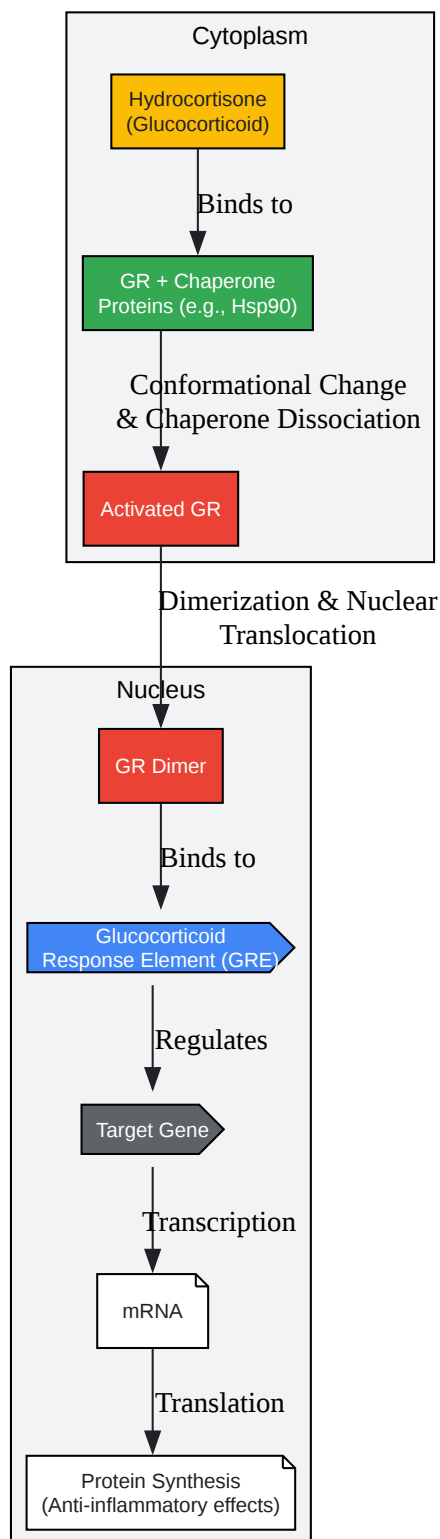 Cytoplasm
Hydrocortisone
(Glucocorticoid)
Binds to
GR + Chaperone
Proteins (e.g., Hsp90)
Conformational Change
& Chaperone Dissociation
Activated GR
Dimerization & Nuclear
Translocation
Nucleus
GR Dimer
Binds to
Glucocorticoid
Response Element (GRE)
Regulates
Target Gene
Transcription
mRNA
Translation
Protein Synthesis
(Anti-inflammatory effects)